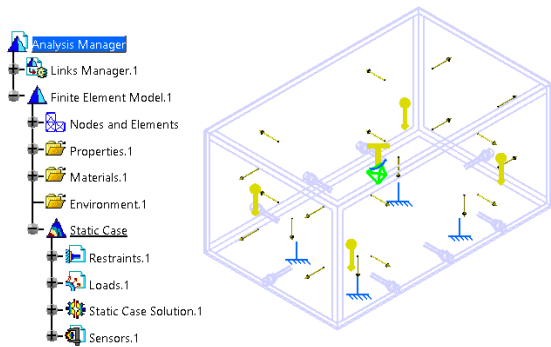 Analysis Manager
Links Manager.1
Finite Element Model.1
Nodes and Elements
Properties.1
Materials.1
Environment.1
Static Case
Restraints.1
Loads.1
Static Case Solution.1
Sensors.1